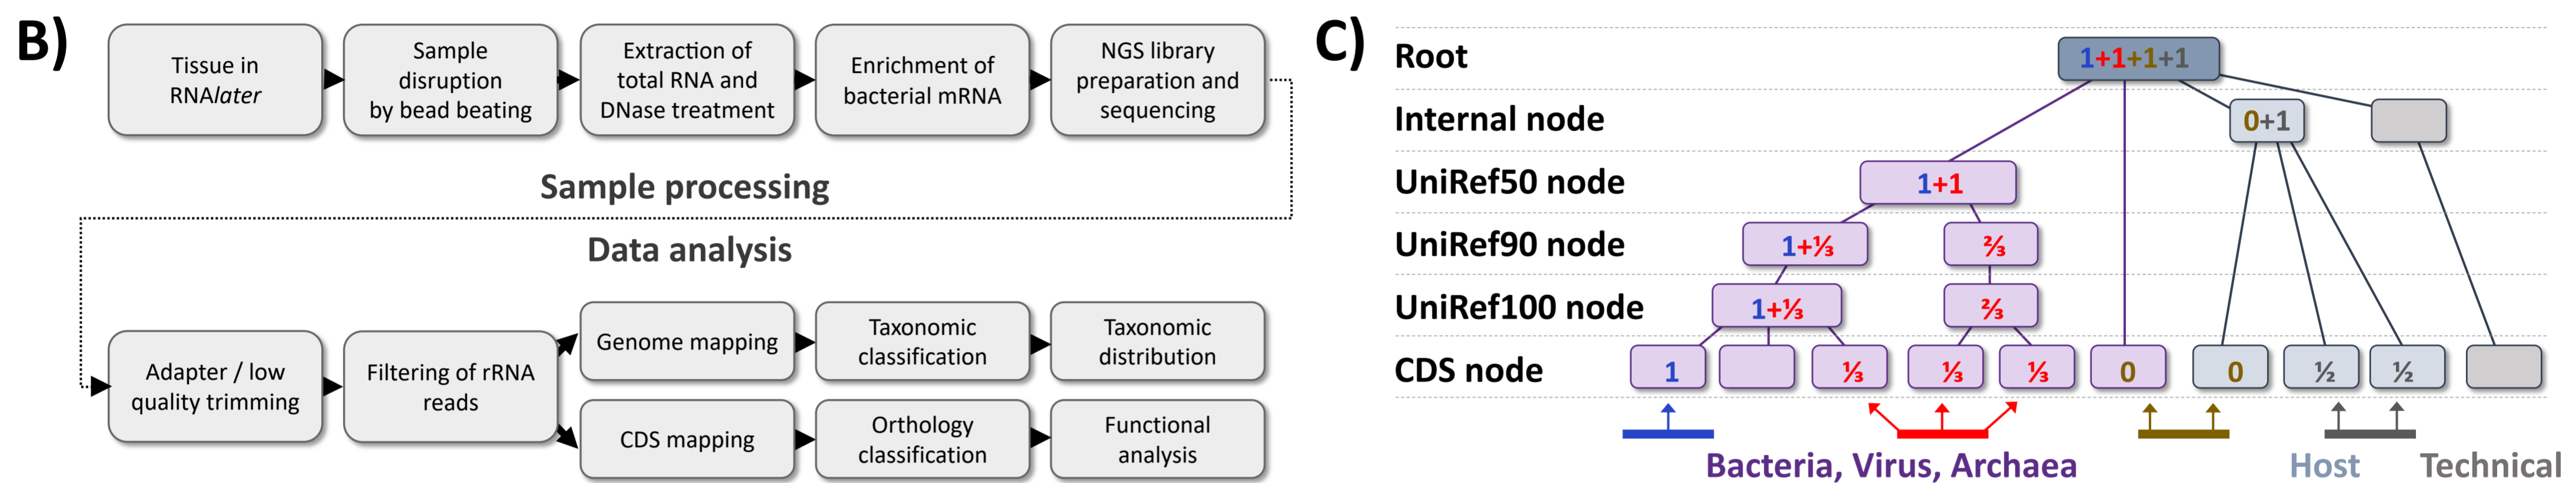 B)
Tissue in
RNAlater
Sample
disruption
by bead beating
Extraction of
total RNA and
DNase treatment
Enrichment of
bacterial mRNA
NGS library
preparation and
sequencing
Sample processing
Data analysis
Adapter / low
quality trimming
Filtering of rRNA
reads
Genome mapping
Taxonomic
classification
Taxonomic
distribution
CDS mapping
Orthology
classification
Functional
analysis
C)
Root
1+1+1+1
Internal node
0+1
UniRef50 node
1+1
UniRef90 node
1+⅓
⅔
UniRef100 node
1+⅓
⅔
CDS node
1
⅓
⅓
⅓
0
0
½
½
Bacteria, Virus, Archaea
Host
Technical